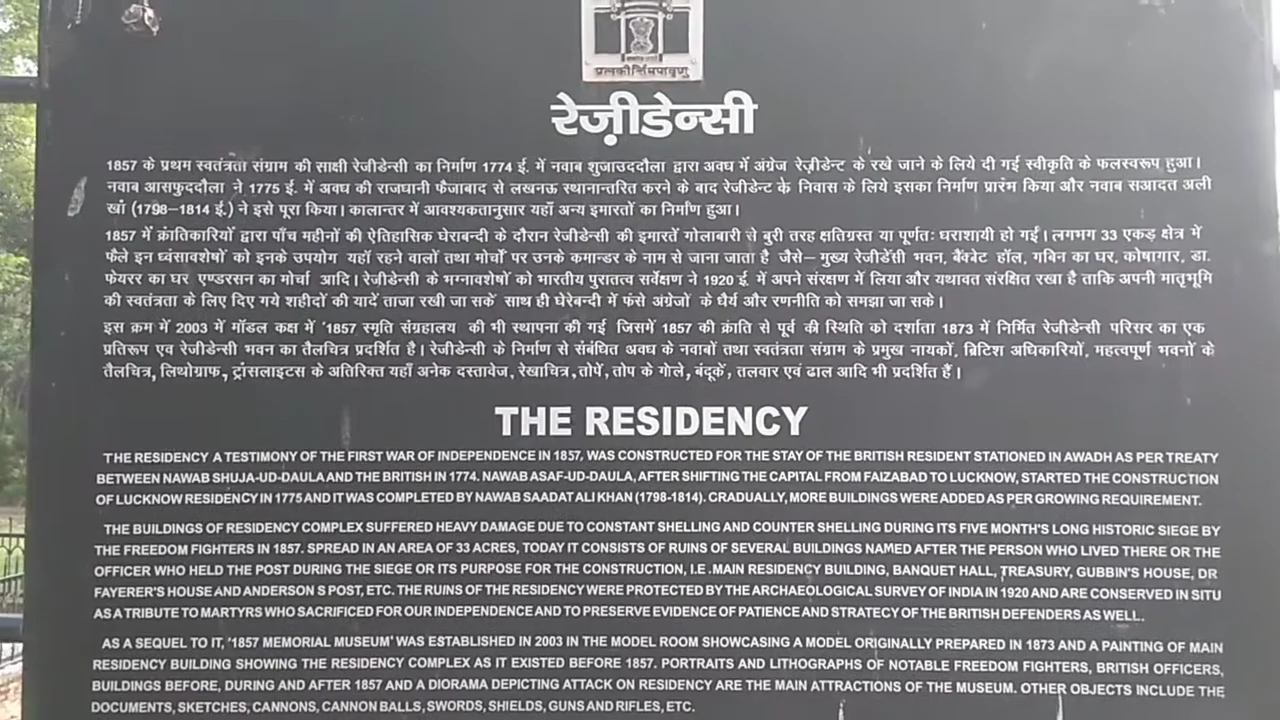 प्रत्नकीर्त्तिमपावृणु
रेज़ीडेन्सी
1857 के प्रथम स्वतंत्रता संग्राम की साक्षी रेजीडेन्सी का निर्माण 1774 ई. में नवाब शुजाउददौला द्वारा अवध में अंग्रेज रेज़ीडेन्ट के रखे जाने के लिये दी गई स्वीकृति के फलस्वरूप हुआ।
नवाब आसफुददौला ने 1775 ई. में अवध की राजधानी फैजाबाद से लखनऊ स्थानान्तरित करने के बाद रेजीडेन्ट के निवास के लिये इसका निर्माण प्रारंम किया और नवाब सआदत अली
खां (1798–1814 ई.) ने इसे पूरा किया। कालान्तर में आवश्यकतानुसार यहाँ अन्य इमारतों का निर्माण हुआ।
1857 में क्रांतिकारियों द्वारा पाँच महीनों की ऐतिहासिक घेराबन्दी के दौरान रेजीडेन्सी की इमारतें गोलाबारी से बुरी तरह क्षतिग्रस्त या पूर्णतः धराशायी हो गईं। लगभग 33 एकड़ क्षेत्र में
फैले इन ध्वंसावशेषों को इनके उपयोग यहाँ रहने वालों तथा मोर्चों पर उनके कमान्डर के नाम से जाना जाता है जैसे– मुख्य रेजीडेंसी भवन, बैंक्वेट हॉल, गबिन का घर, कोषागार, डा.
फेयरर का घर एण्डरसन का मोर्चा आदि। रेजीडेन्सी के भग्नावशेषों को भारतीय पुरातत्व सर्वेक्षण ने 1920 ई. में अपने संरक्षण में लिया और यथावत संरक्षित रखा है ताकि अपनी मातृभूमि
की स्वतंत्रता के लिए दिए गये शहीदों की यादें ताजा रखी जा सकें साथ ही घेरेबन्दी में फंसे अंग्रेजों के धैर्य और रणनीति को समझा जा सके।
इस क्रम में 2003 में मॉडल कक्ष में '1857 स्मृति संग्रहालय की भी स्थापना की गई जिसमें 1857 की क्रांति से पूर्व की स्थिति को दर्शाता 1873 में निर्मित रेजीडेन्सी परिसर का एक
प्रतिरूप एव रेजीडेन्सी भवन का तैलचित्र प्रदर्शित है। रेजीडेन्सी के निर्माण से संबंधित अवध के नवाबों तथा स्वतंत्रता संग्राम के प्रमुख नायकों, ब्रिटिश अधिकारियों, महत्वपूर्ण भवनों के
तैलचित्र, लिथोग्राफ, ट्रांसलाइटस के अतिरिक्त यहाँ अनेक दस्तावेज, रेखाचित्र, तोपें, तोप के गोले, बंदूकें, तलवार एवं ढाल आदि भी प्रदर्शित हैं।
THE RESIDENCY
THE RESIDENCY A TESTIMONY OF THE FIRST WAR OF INDEPENDENCE IN 1857, WAS CONSTRUCTED FOR THE STAY OF THE BRITISH RESIDENT STATIONED IN AWADH AS PER TREATY
BETWEEN NAWAB SHUJA-UD-DAULA AND THE BRITISH IN 1774. NAWAB ASAF-UD-DAULA, AFTER SHIFTING THE CAPITAL FROM FAIZABAD TO LUCKNOW, STARTED THE CONSTRUCTION
OF LUCKNOW RESIDENCY IN 1775 AND IT WAS COMPLETED BY NAWAB SAADAT ALI KHAN (1798-1814). GRADUALLY, MORE BUILDINGS WERE ADDED AS PER GROWING REQUIREMENT.
THE BUILDINGS OF RESIDENCY COMPLEX SUFFERED HEAVY DAMAGE DUE TO CONSTANT SHELLING AND COUNTER SHELLING DURING ITS FIVE MONTH'S LONG HISTORIC SIEGE BY
THE FREEDOM FIGHTERS IN 1857. SPREAD IN AN AREA OF 33 ACRES, TODAY IT CONSISTS OF RUINS OF SEVERAL BUILDINGS NAMED AFTER THE PERSON WHO LIVED THERE OR THE
OFFICER WHO HELD THE POST DURING THE SIEGE OR ITS PURPOSE FOR THE CONSTRUCTION, I.E .MAIN RESIDENCY BUILDING, BANQUET HALL, TREASURY, GUBBIN'S HOUSE, DR
FAYERER'S HOUSE AND ANDERSON S POST, ETC. THE RUINS OF THE RESIDENCY WERE PROTECTED BY THE ARCHAEOLOGICAL SURVEY OF INDIA IN 1920 AND ARE CONSERVED IN SITU
AS A TRIBUTE TO MARTYRS WHO SACRIFICED FOR OUR INDEPENDENCE AND TO PRESERVE EVIDENCE OF PATIENCE AND STRATECY OF THE BRITISH DEFENDERS AS WELL.
AS A SEQUEL TO IT, '1857 MEMORIAL MUSEUM' WAS ESTABLISHED IN 2003 IN THE MODEL ROOM SHOWCASING A MODEL ORIGINALLY PREPARED IN 1873 AND A PAINTING OF MAIN
RESIDENCY BUILDING SHOWING THE RESIDENCY COMPLEX AS IT EXISTED BEFORE 1857. PORTRAITS AND LITHOGRAPHS OF NOTABLE FREEDOM FIGHTERS, BRITISH OFFICERS,
BUILDINGS BEFORE, DURING AND AFTER 1857 AND A DIORAMA DEPICTING ATTACK ON RESIDENCY ARE THE MAIN ATTRACTIONS OF THE MUSEUM. OTHER OBJECTS INCLUDE THE
DOCUMENTS, SKETCHES, CANNONS, CANNON BALLS, SWORDS, SHIELDS, GUNS AND RIFLES, ETC.